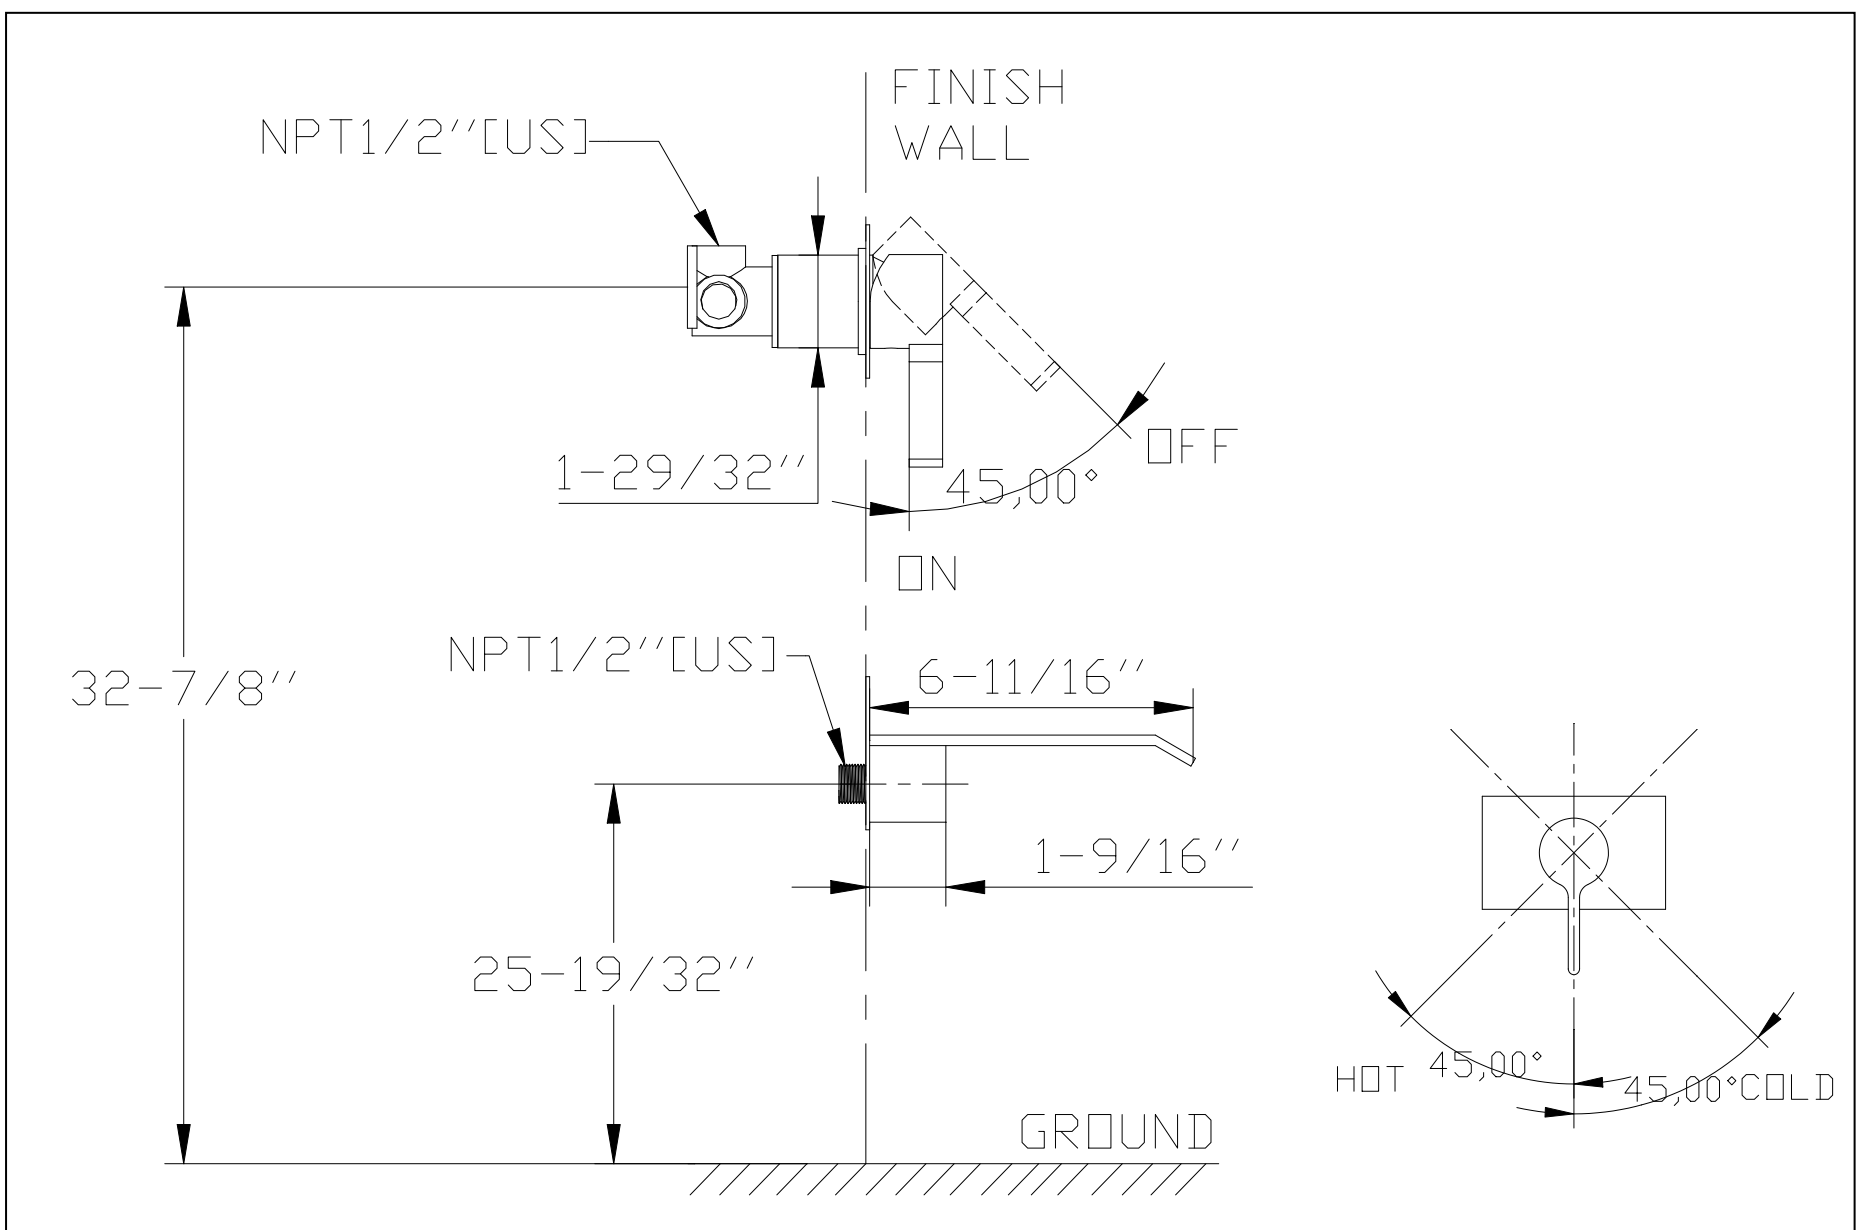 FINISH
WALL
NPT1/2''[US]
OFF
1-29/32''
45,00°
ON
NPT1/2''[US]
6-11/16''
32-7/8''
1-9/16''
25-19/32''
HOT 45,00°
45,00°COLD
GROUND